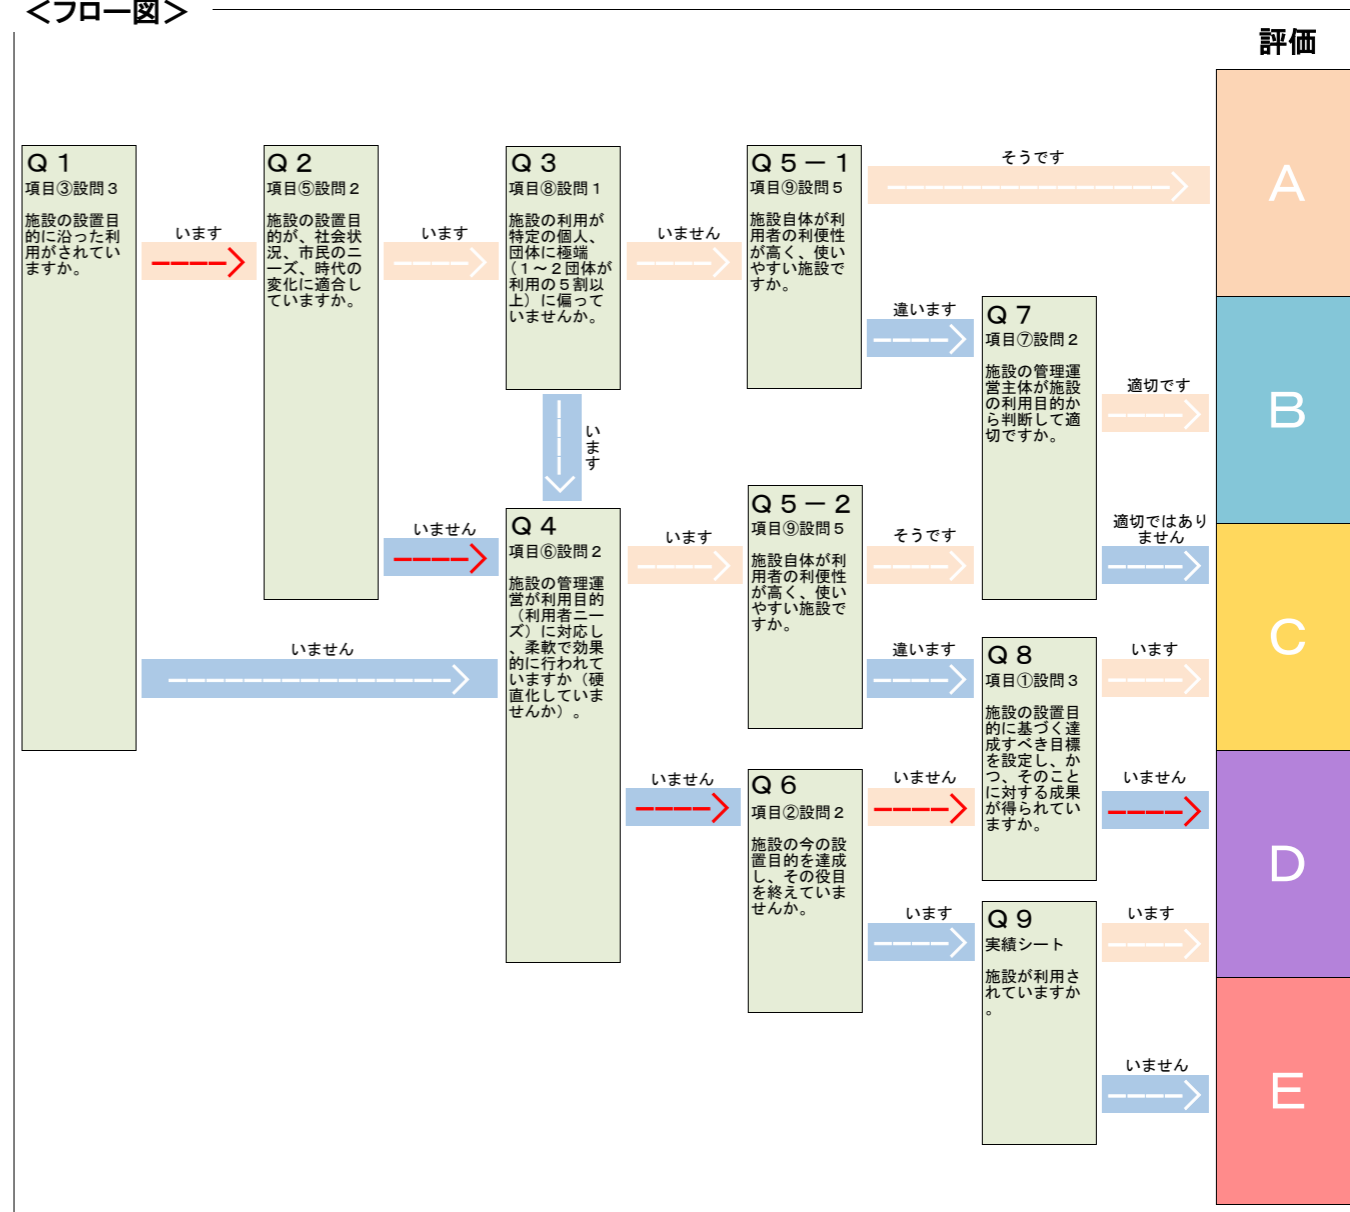 ＜フロー図＞
評価
Ｑ１
項目③設問３
施設の設置目
的に沿った利
用がされてい
ますか。
います
いません
Ｑ２
項目⑤設問２
施設の設置目
的が、社会状
況、市民のニ
ーズ、時代の
変化に適合し
ていますか。
います
いません
Ｑ３
項目⑧設問１
施設の利用が
特定の個人、
団体に極端
（１～２団体が
利用の５割以
上）に偏って
いませんか。
いません
います
Ｑ４
項目⑥設問２
施設の管理運
営が利用目的
（利用者ニー
ズ）に対応し
、柔軟で効果
的に行われて
いますか（硬
直化していま
せんか）。
います
いません
Ｑ５－１
項目⑨設問５
施設自体が利
用者の利便性
が高く、使い
やすい施設で
すか。
そうです
違います
Ｑ５－２
項目⑨設問５
施設自体が利
用者の利便性
が高く、使い
やすい施設で
すか。
そうです
違います
Ｑ６
項目②設問２
施設の今の設
置目的を達成
し、その役目
を終えていま
せんか。
いません
います
Ｑ７
項目⑦設問２
施設の管理運
営主体が施設
の利用目的か
ら判断して適
切ですか。
適切です
適切ではあり
ません
Ｑ８
項目①設問３
施設の設置目
的に基づく達
成すべき目標
を設定し、か
つ、そのこと
に対する成果
が得られてい
ますか。
います
いません
Ｑ９
実績シート
施設が利用さ
れていますか
。
います
いません
Ａ
Ｂ
Ｃ
Ｄ
Ｅ